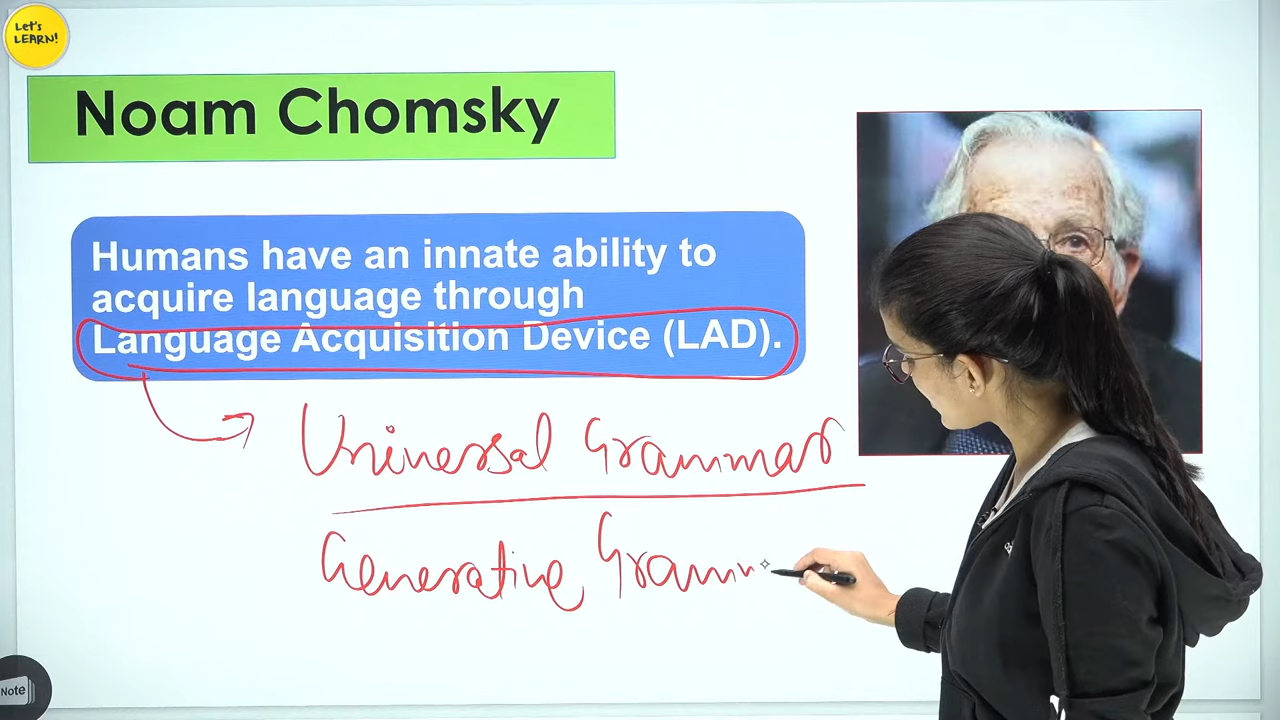 Let's
LEARN!
Noam Chomsky
Humans have an innate ability to
acquire language through
Language Acquisition Device (LAD).
Universal Grammar
Generative Gramm
Note